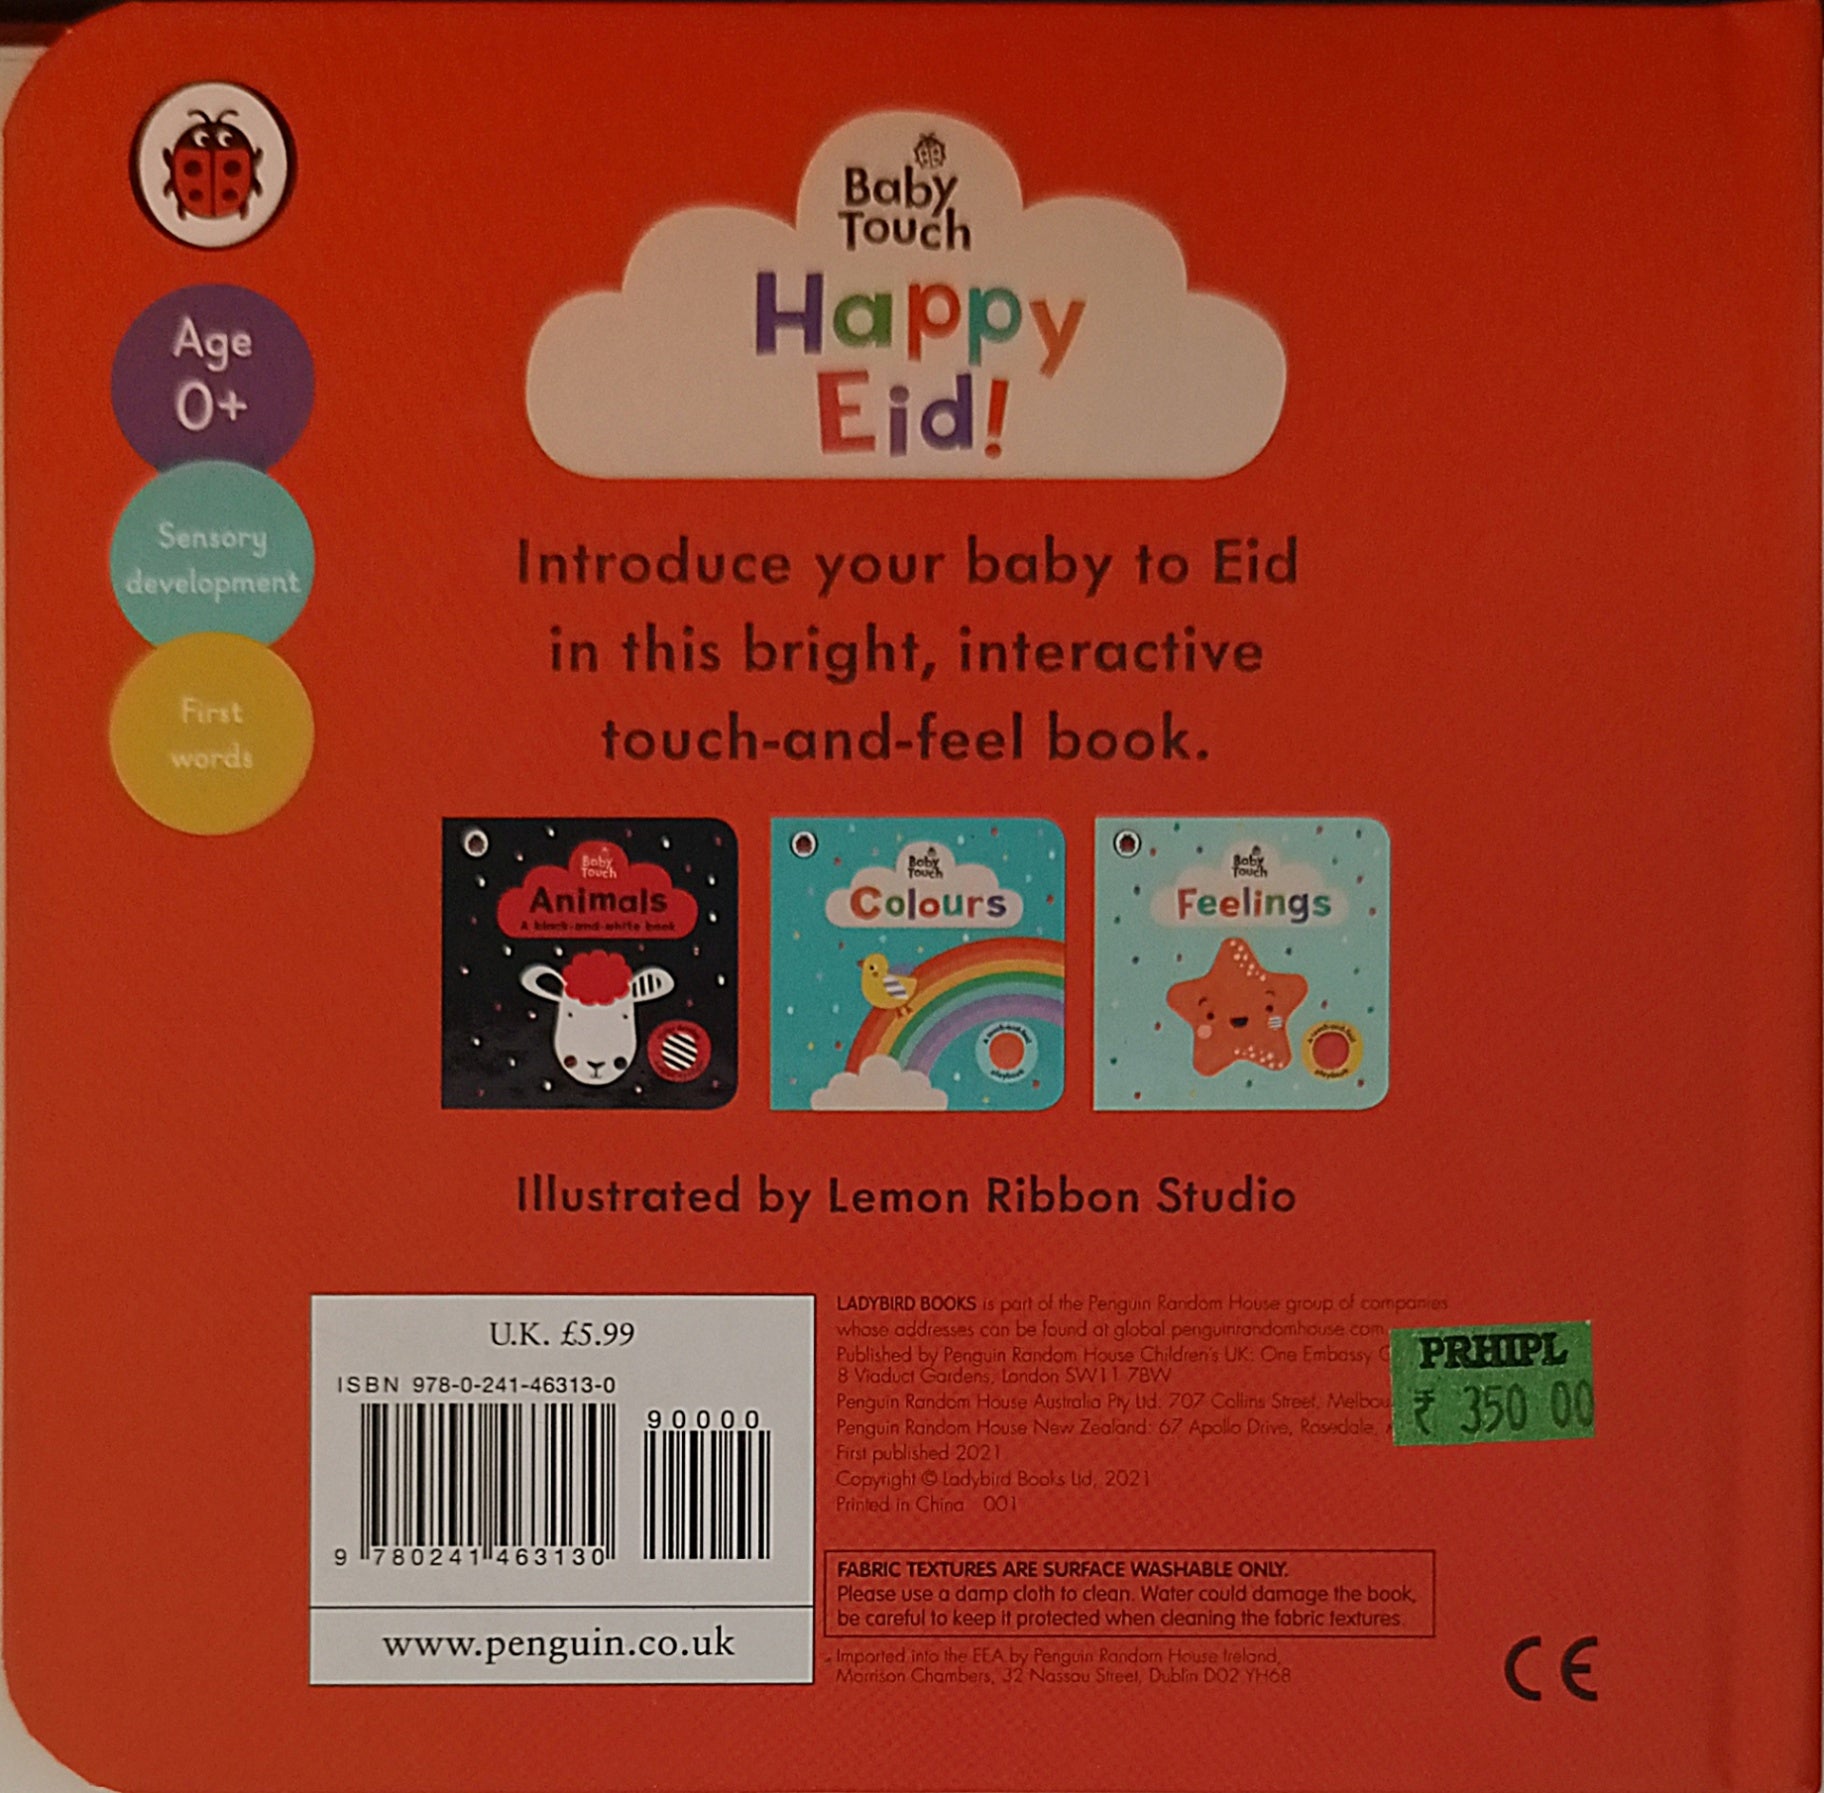 Baby
Touch
Happy
Eid!
Age
0+
Sensory
development
First
words
Introduce your baby to Eid
in this bright, interactive
touch-and-feel book.
Baby
Touch
Animals
A black-and-white book
Baby
Touch
Colours
Baby
Touch
Feelings
Illustrated by Lemon Ribbon Studio
U.K. £5.99
ISBN 978-0-241-46313-0
90000
9 780241 463130
www.penguin.co.uk
LADYBIRD BOOKS is part of the Penguin Random House group of companies
whose addresses can be found at global.penguinrandomhouse.com.
Published by Penguin Random House Children's UK: One Embassy G
8 Viaduct Gardens, London SW11 7BW
Penguin Random House Australia Pty Ltd: 707 Collins Street, Melbou
Penguin Random House New Zealand: 67 Apollo Drive, Rosedale,
First published 2021
Copyright © Ladybird Books Ltd, 2021
Printed in China 001
PRHIPL
₹ 350 00
FABRIC TEXTURES ARE SURFACE WASHABLE ONLY.
Please use a damp cloth to clean. Water could damage the book,
be careful to keep it protected when cleaning the fabric textures.
Imported into the EEA by Penguin Random House Ireland,
Morrison Chambers, 32 Nassau Street, Dublin D02 YH68
CE